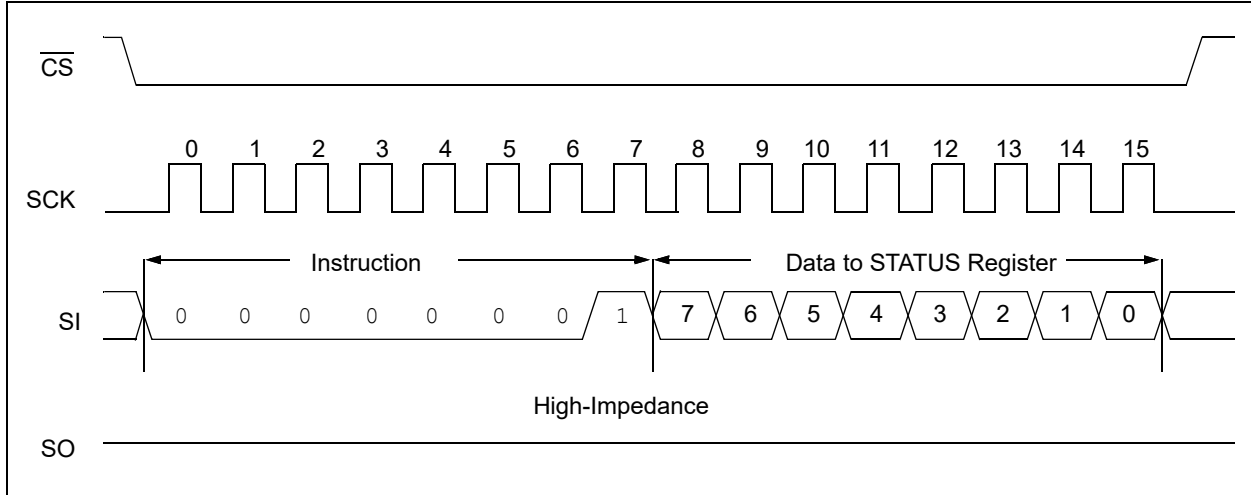 CS
0 1 2 3 4 5 6 7 8 9 10 11 12 13 14 15
SCK
Instruction Data to STATUS Register
SI 0 0 0 0 0 0 0 1 7 6 5 4 3 2 1 0
High-Impedance
SO